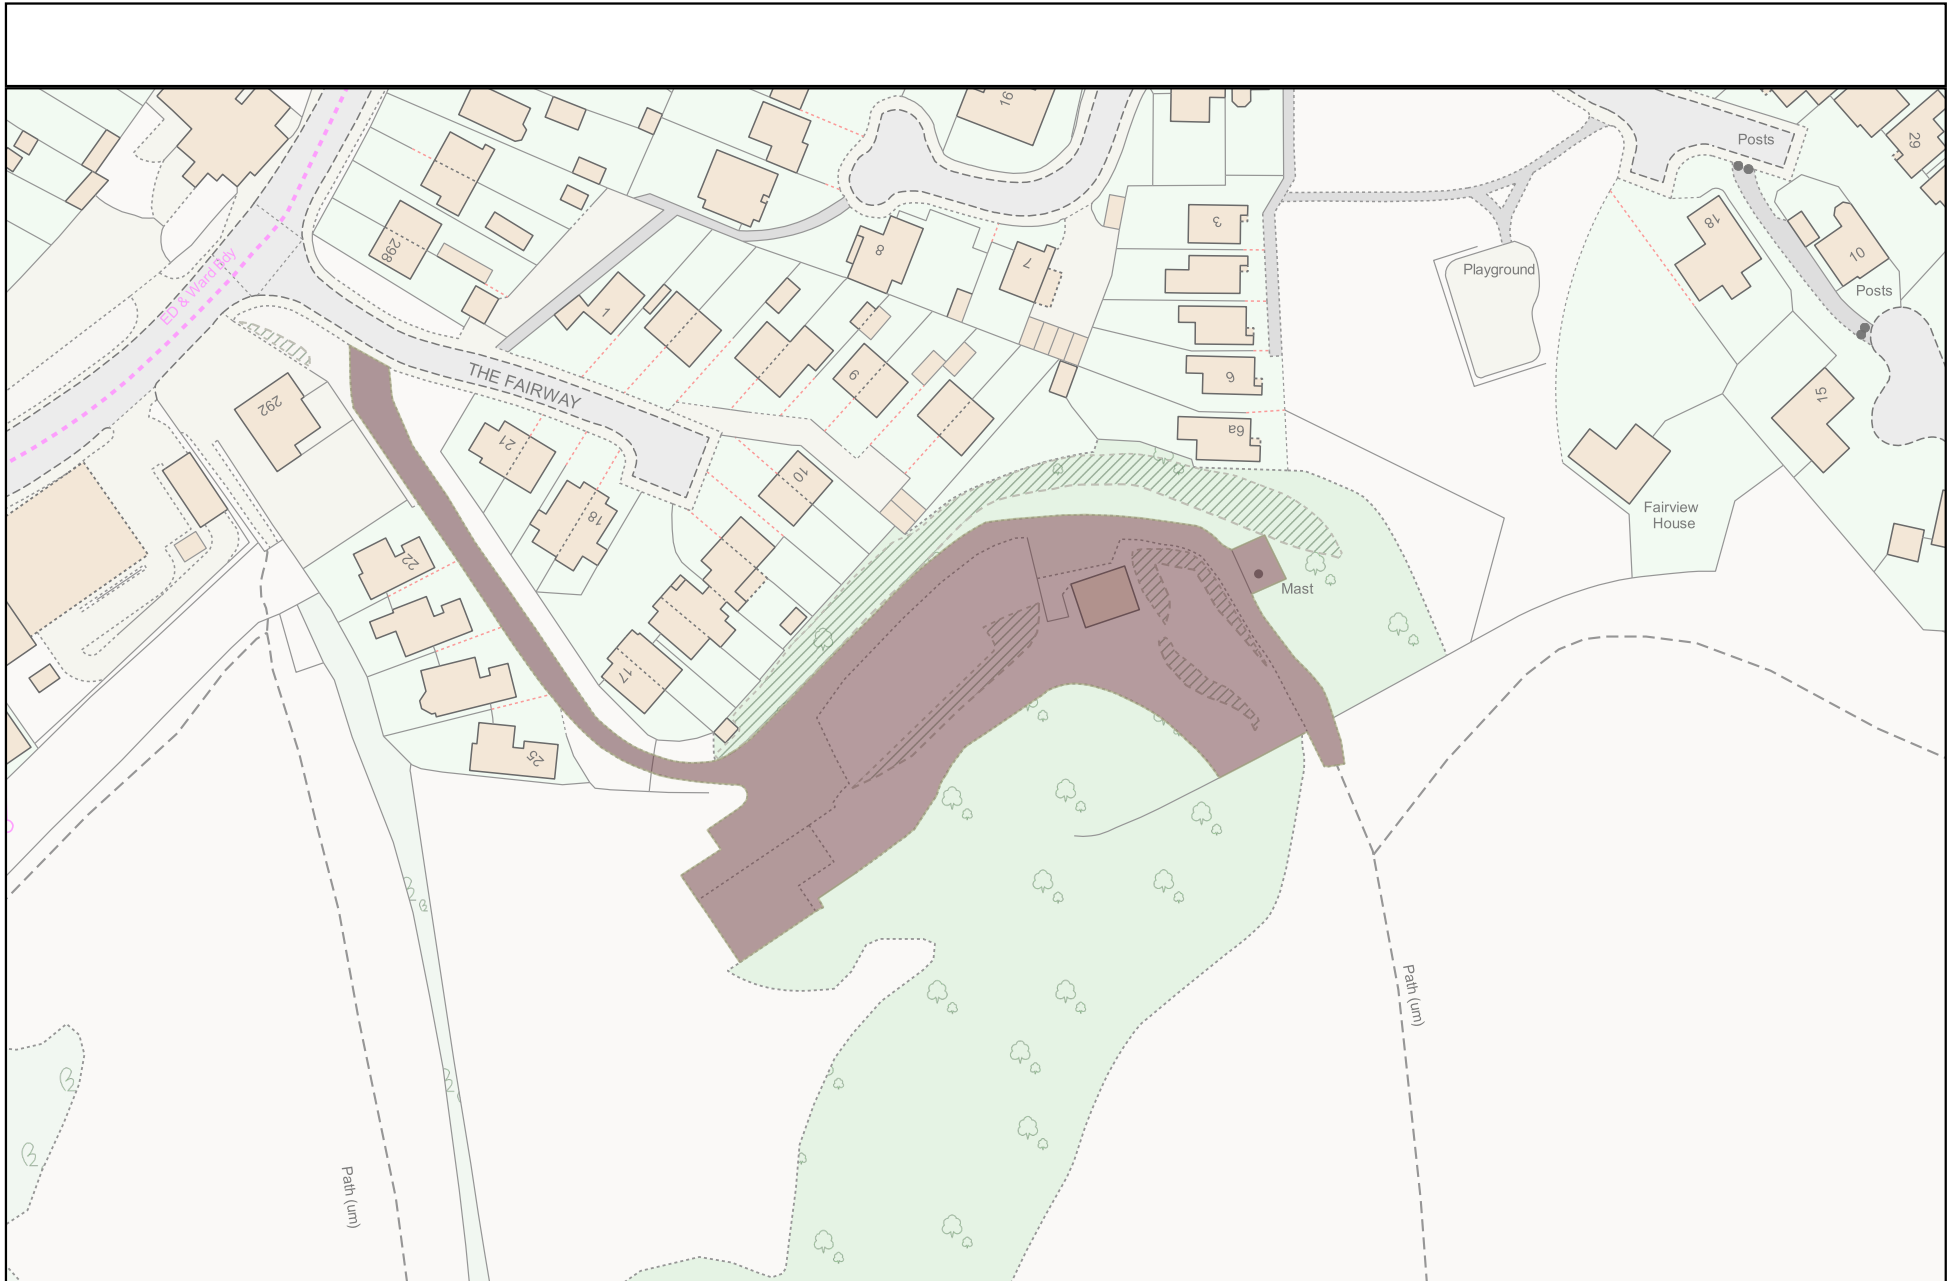 16
Posts
29
ED & Ward Bdy
298
8
7
3
18
10
Playground
Posts
1
9
6
THE FAIRWAY
292
21
6a
15
10
18
Fairview
House
22
Mast
17
25
Path (um)
Path (um)